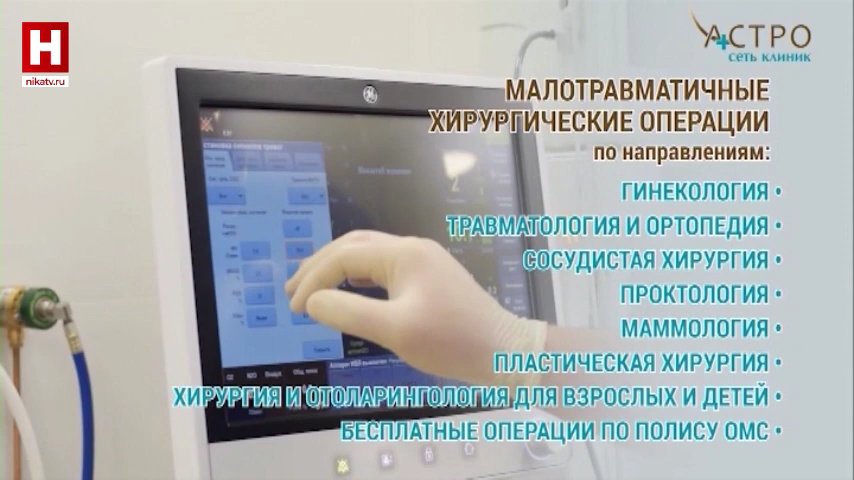 Н
nikatv.ru
АСТРО
сеть клиник
МАЛОТРАВМАТИЧНЫЕ
ХИРУРГИЧЕСКИЕ ОПЕРАЦИИ
по направлениям:
ГИНЕКОЛОГИЯ •
ТРАВМАТОЛОГИЯ И ОРТОПЕДИЯ •
СОСУДИСТАЯ ХИРУРГИЯ •
ПРОКТОЛОГИЯ •
МАММОЛОГИЯ •
ПЛАСТИЧЕСКАЯ ХИРУРГИЯ •
ХИРУРГИЯ И ОТОЛАРИНГОЛОГИЯ ДЛЯ ВЗРОСЛЫХ И ДЕТЕЙ •
БЕСПЛАТНЫЕ ОПЕРАЦИИ ПО ПОЛИСУ ОМС •